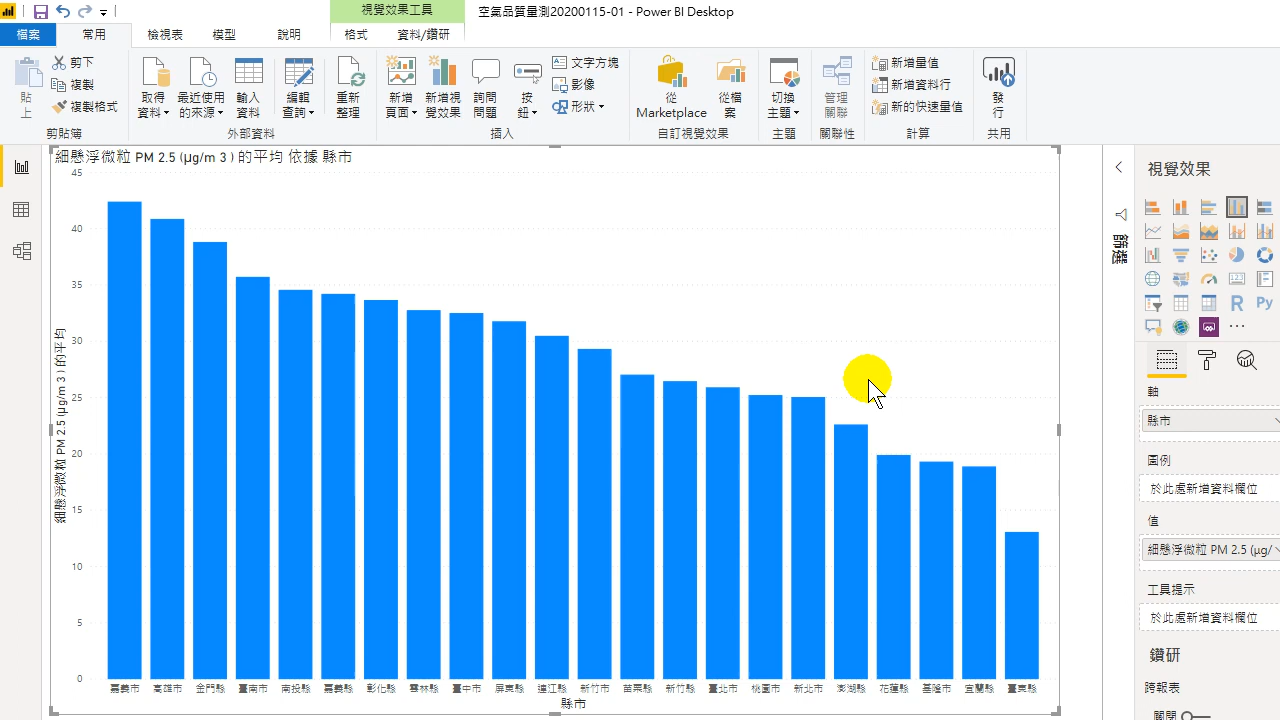 視覺效果工具
空氣品質量測20200115-01 - Power BI Desktop
檔案 常用 檢視表 模型 說明 格式 資料/鑽研
貼上
剪下
複製
複製格式
取得資料
最近使用的來源
輸入資料
編輯查詢
重新整理
新增頁面
新增視覺效果
詢問問題
按鈕
文字方塊
影像
形狀
從 Marketplace
從檔案
切換主題
管理關聯
新增量值
新增資料行
新的快速量值
發行
剪貼簿 外部資料 插入 自訂視覺效果 主題 關聯性 計算 共用
細懸浮微粒 PM 2.5 (μg/m 3 ) 的平均 依據 縣市
45
40
35
30
25
20
15
10
5
0
細懸浮微粒 PM 2.5 (μg/m 3 ) 的平均
嘉義市 高雄市 金門縣 臺南市 南投縣 嘉義縣 彰化縣 雲林縣 臺中市 屏東縣 連江縣 新竹市 苗栗縣 新竹縣 臺北市 桃園市 新北市 澎湖縣 花蓮縣 基隆市 宜蘭縣 臺東縣
縣市
篩選
視覺效果
123
R
Py
軸
縣市
圖例
於此處新增資料欄位
值
細懸浮微粒 PM 2.5 (μg/
工具提示
於此處新增資料欄位
鑽研
跨報表
關閉